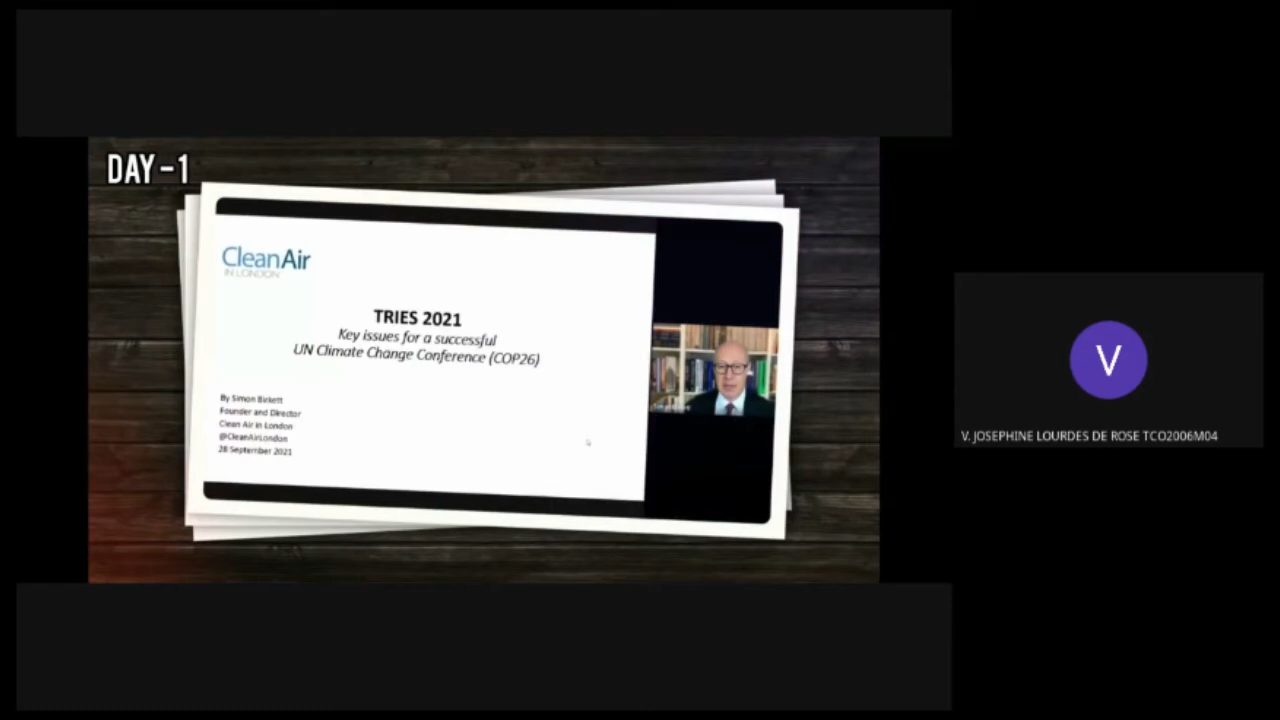 DAY-1
CleanAir
IN LONDON
TRIES 2021
Key issues for a successful
UN Climate Change Conference (COP26)
By Simon Birkett
Founder and Director
Clean Air in London
@CleanAirLondon
28 September 2021
V
V. JOSEPHINE LOURDES DE ROSE TCO2006M04